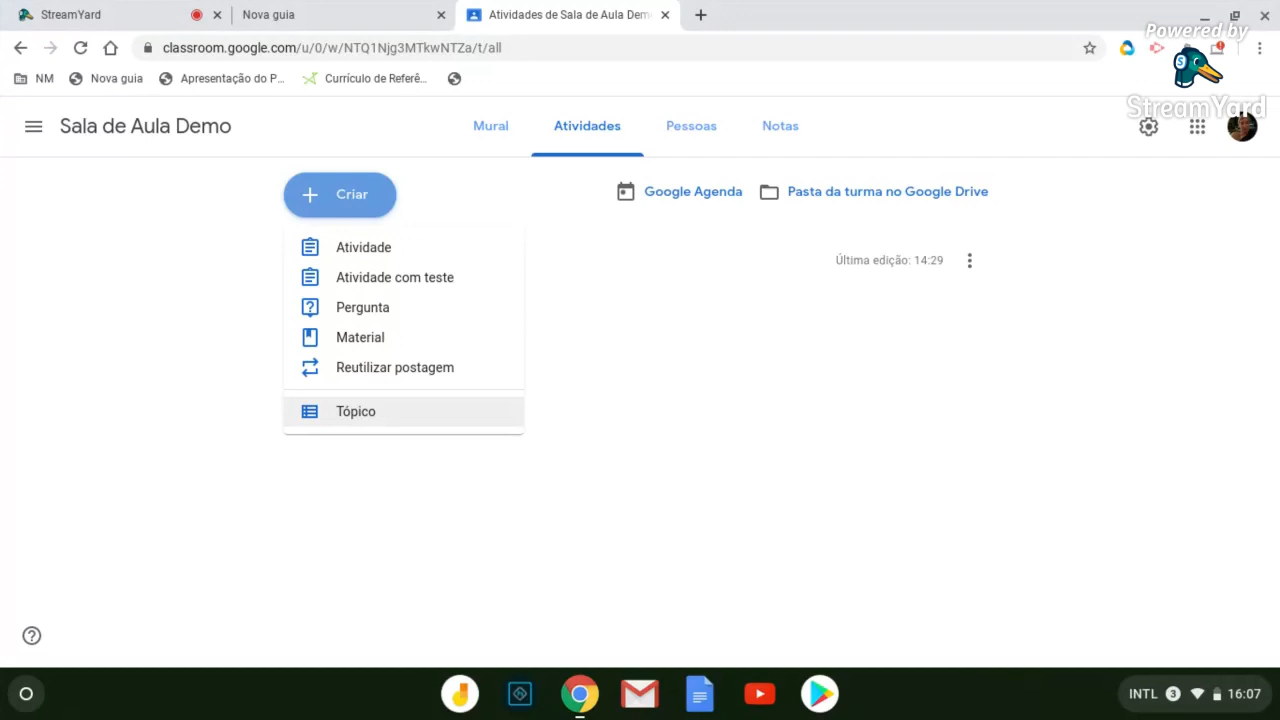 StreamYard
Nova guia
Atividades de Sala de Aula Dem
Powered by
StreamYard
classroom.google.com/u/0/w/NTQ1Njg3MTkwNTZa/t/all
NM
Nova guia
Apresentação do P...
Currículo de Referê...
Sala de Aula Demo
Mural
Atividades
Pessoas
Notas
Criar
Google Agenda
Pasta da turma no Google Drive
Atividade
Última edição: 14:29
Atividade com teste
Pergunta
Material
Reutilizar postagem
Tópico
INTL
3
16:07